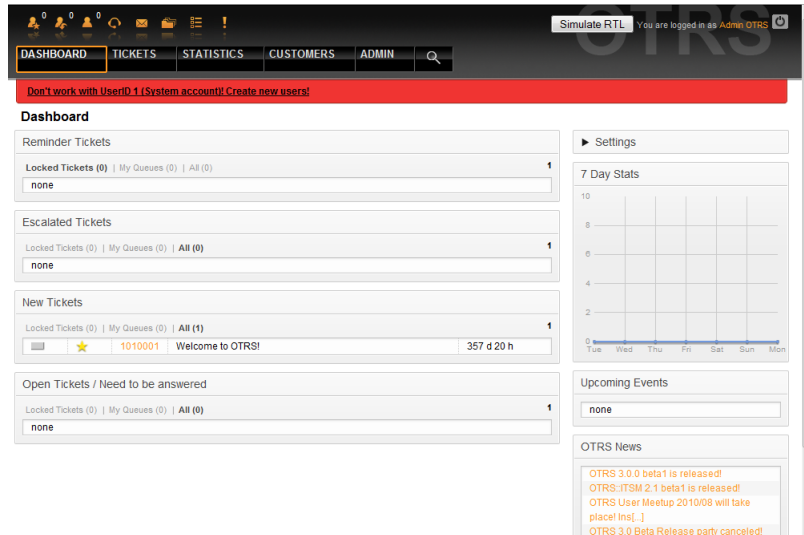 0 0 0
Simulate RTL You are logged in as Admin OTRS
OTRS
DASHBOARD TICKETS STATISTICS CUSTOMERS ADMIN
Don't work with UserID 1 (System account)! Create new users!
Dashboard
Reminder Tickets
Locked Tickets (0) | My Queues (0) | All (0) 1
none
Escalated Tickets
Locked Tickets (0) | My Queues (0) | All (0) 1
none
New Tickets
Locked Tickets (0) | My Queues (0) | All (1) 1
1010001 Welcome to OTRS! 357 d 20 h
Open Tickets / Need to be answered
Locked Tickets (0) | My Queues (0) | All (0) 1
none
Settings
7 Day Stats
10
8
6
4
2
0
Tue Wed Thu Fri Sat Sun Mon
Upcoming Events
none
OTRS News
OTRS 3.0.0 beta1 is released!
OTRS::ITSM 2.1 beta1 is released!
OTRS User Meetup 2010/08 will take
place! Ins[...]
OTRS 3.0 Beta Release party canceled!